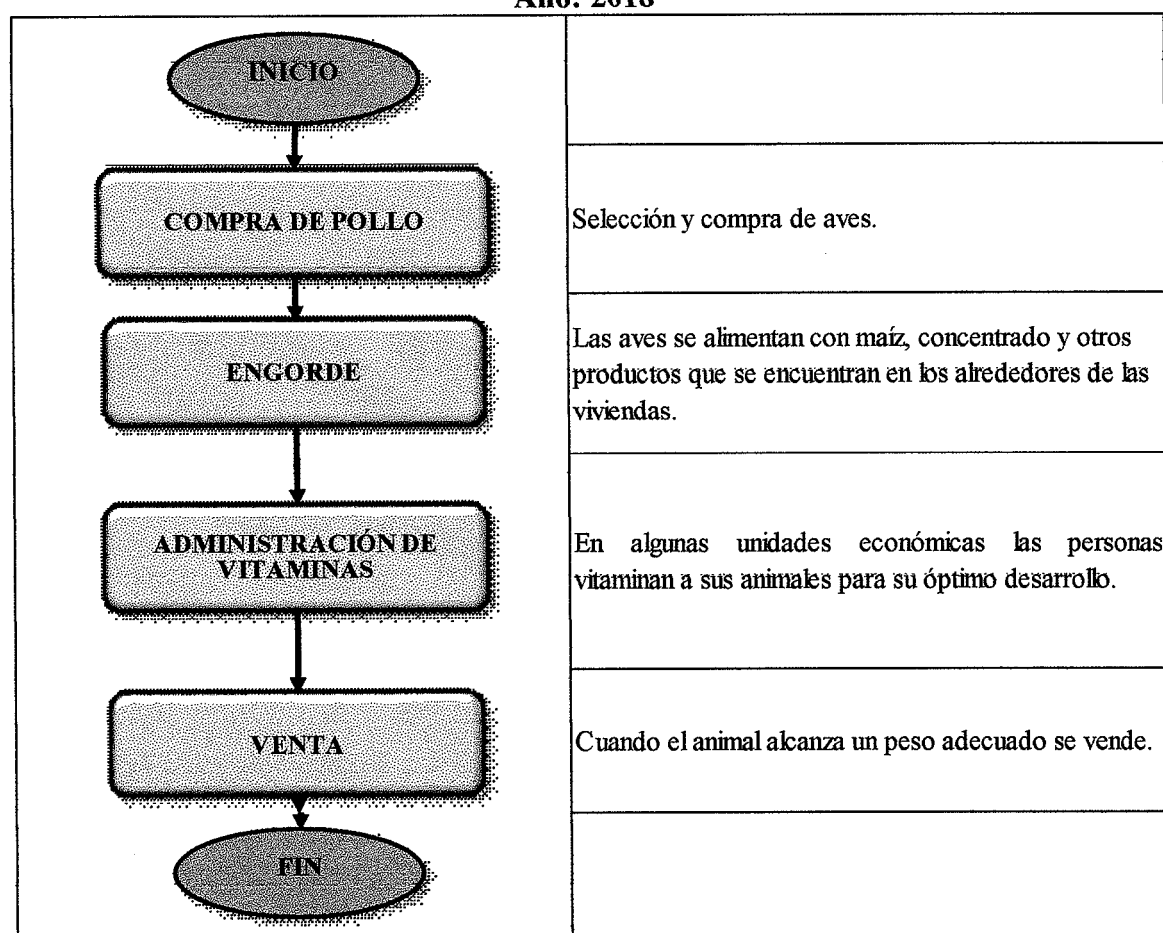 Año: 2018
INICIO
COMPRA DE POLLO
Selección y compra de aves.
ENGORDE
Las aves se alimentan con maíz, concentrado y otros
productos que se encuentran en los alrededores de las
viviendas.
ADMINISTRACIÓN DE
VITAMINAS
En algunas unidades económicas las personas
vitaminan a sus animales para su óptimo desarrollo.
VENTA
Cuando el animal alcanza un peso adecuado se vende.
FIN